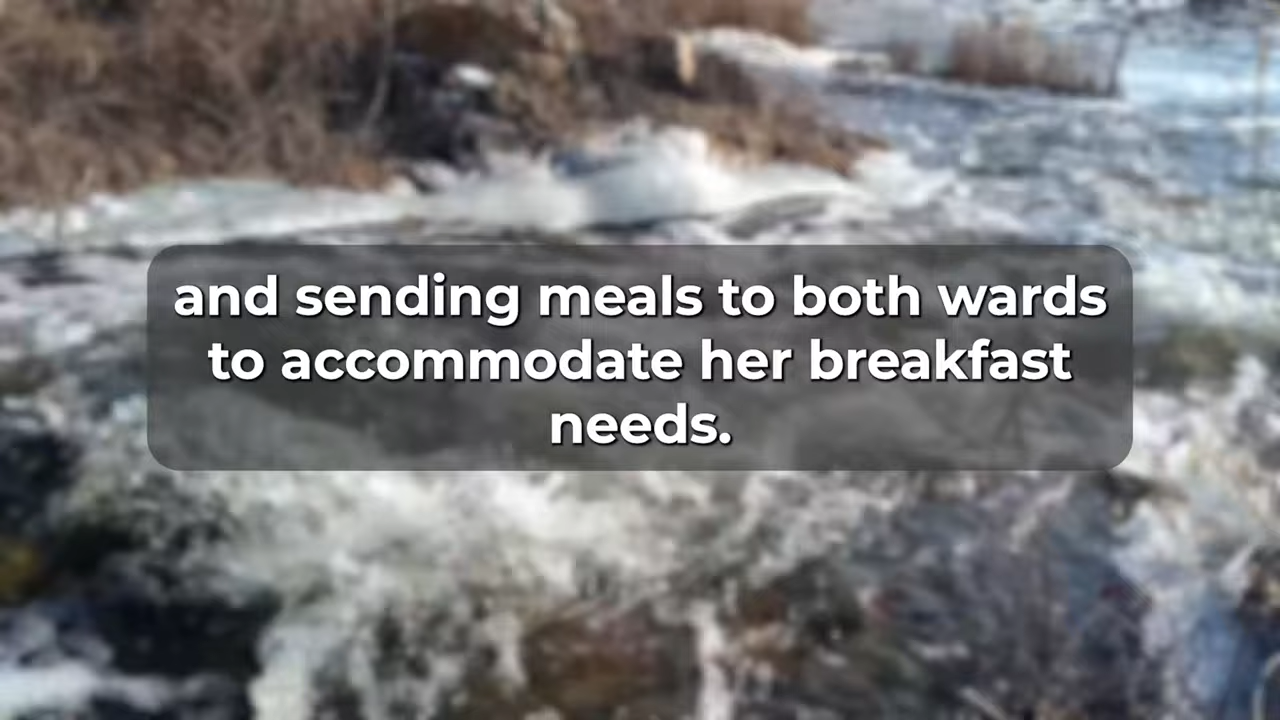 and sending meals to both wards
to accommodate her breakfast
needs.